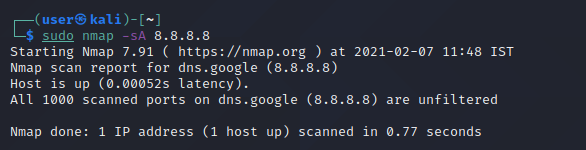 ┌──(user㉿kali)-[~]
└─$ sudo nmap -sA 8.8.8.8
Starting Nmap 7.91 ( https://nmap.org ) at 2021-02-07 11:48 IST
Nmap scan report for dns.google (8.8.8.8)
Host is up (0.00052s latency).
All 1000 scanned ports on dns.google (8.8.8.8) are unfiltered
Nmap done: 1 IP address (1 host up) scanned in 0.77 seconds